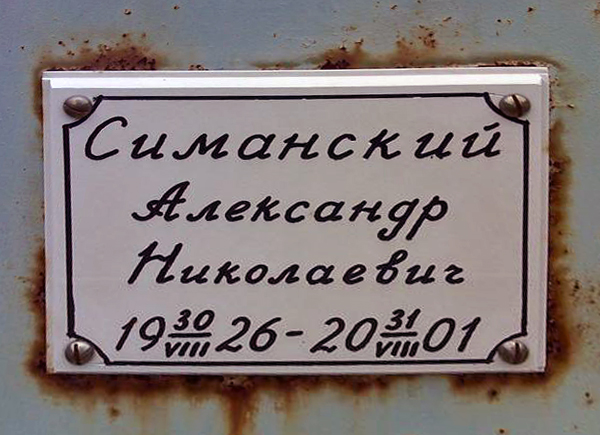 Симанский
Александр
Николаевич
19 30/VIII 26 - 20 31/VIII 01